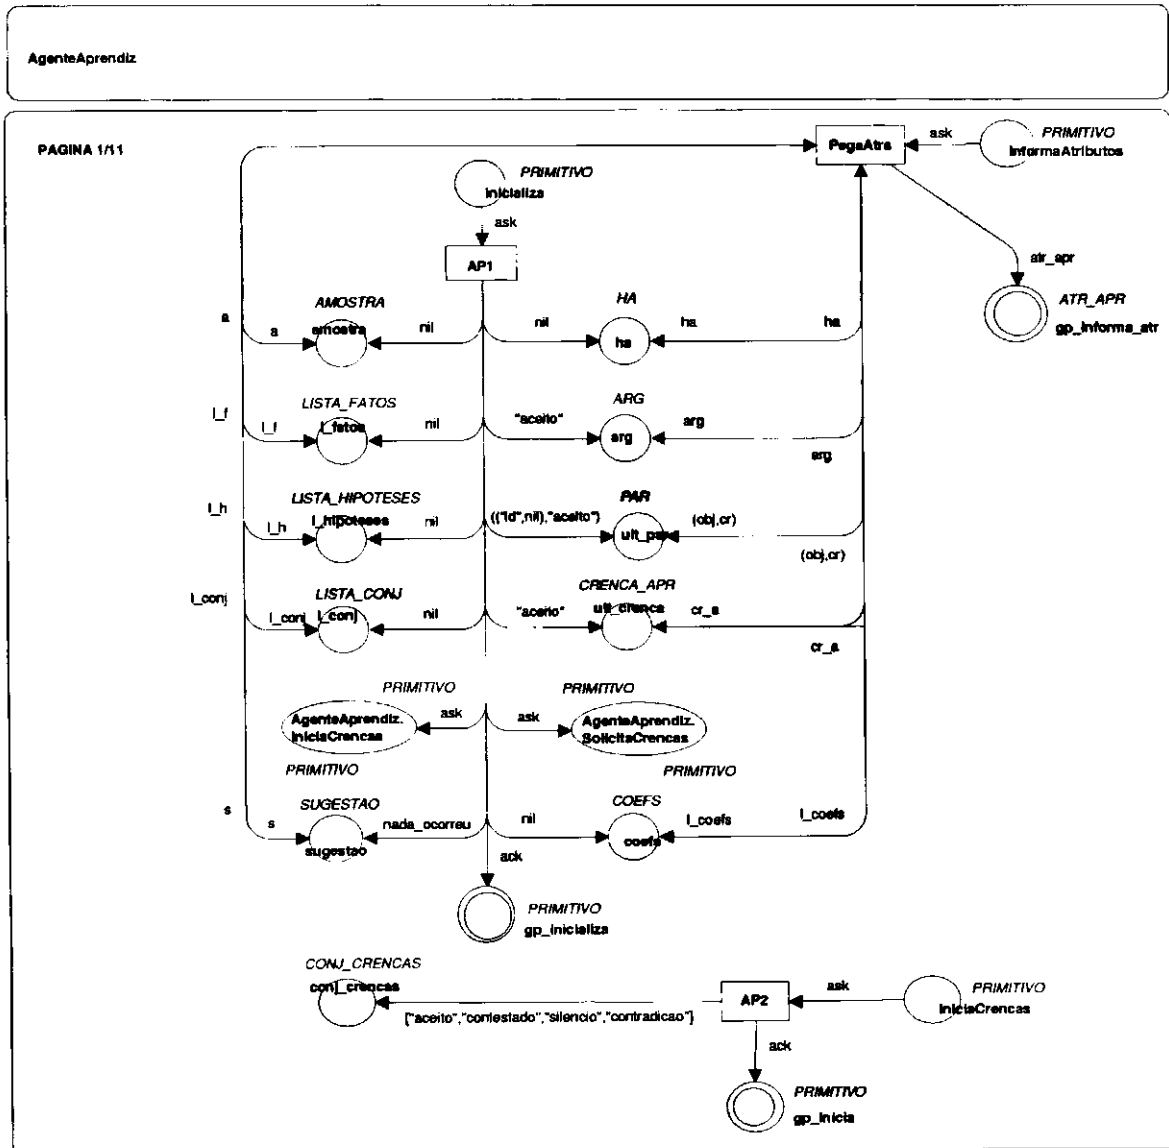 AgenteAprendiz
PAGINA 1/11
PegaAtra
ask
PRIMITIVO
InformaAtributos
PRIMITIVO
inicializa
ask
AP1
atr_apr
ATR_APR
gp_informa_atr
a
a
AMOSTRA
amostra
nil
nil
HA
ha
ha
ha
l_f
l_f
LISTA_FATOS
l_fatos
nil
"aceito"
ARG
arg
arg
arg
l_h
l_h
LISTA_HIPOTESES
l_hipoteses
nil
(("id",nil),"aceito")
PAR
ult_par
(obj,cr)
(obj,cr)
l_conj
l_conj
LISTA_CONJ
l_conj
nil
"aceito"
CRENCA_APR
ult_crenca
cr_a
cr_a
PRIMITIVO
PRIMITIVO
AgenteAprendiz.
IniciaCrencas
ask
ask
AgenteAprendiz.
SolicitaCrencas
PRIMITIVO
PRIMITIVO
s
s
SUGESTAO
sugestao
nada_ocorreu
nil
COEFS
coefs
l_coefs
l_coefs
ack
PRIMITIVO
gp_inicializa
CONJ_CRENCAS
conj_crencas
["aceito","contestado","silencio","contradicao"]
AP2
ask
PRIMITIVO
IniciaCrencas
ack
PRIMITIVO
gp_inicia